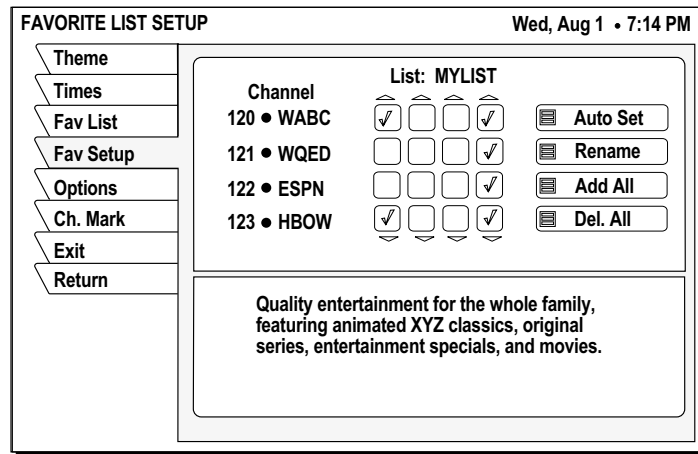 FAVORITE LIST SETUP Wed, Aug 1 • 7:14 PM
Theme
Times
Fav List
Fav Setup
Options
Ch. Mark
Exit
Return
List: MYLIST
Channel
120 • WABC
121 • WQED
122 • ESPN
123 • HBOW
Auto Set
Rename
Add All
Del. All
Quality entertainment for the whole family,
featuring animated XYZ classics, original
series, entertainment specials, and movies.